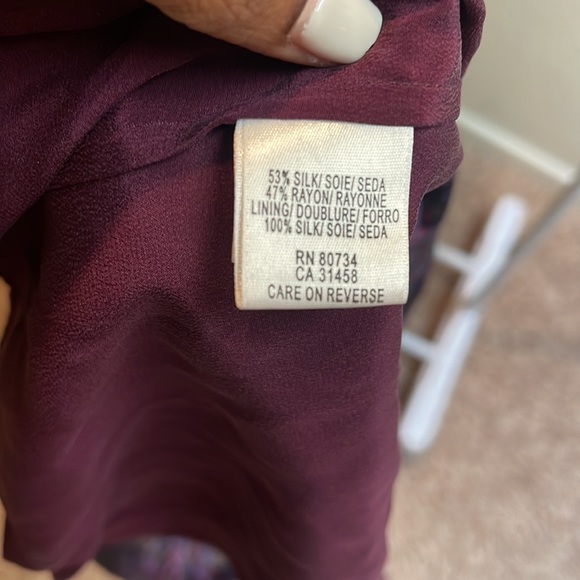 53% SILK/ SOIE/ SEDA
47% RAYON/ RAYONNE
LINING/ DOUBLURE/ FORRO
100% SILK/ SOIE/ SEDA
RN 80734
CA 31458
CARE ON REVERSE